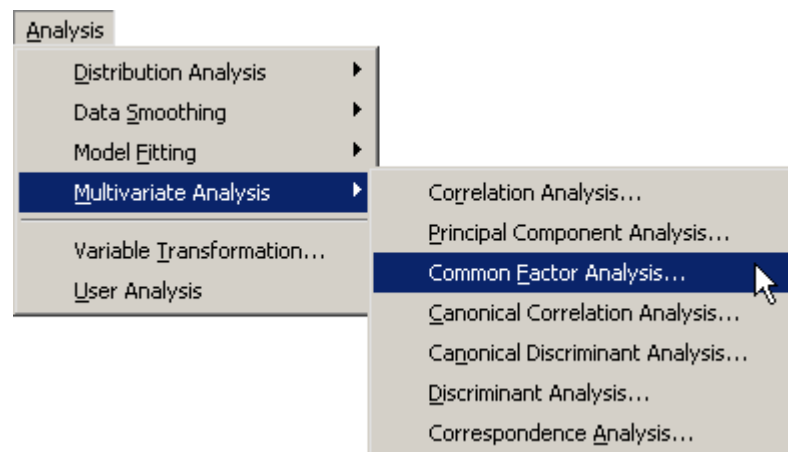 Analysis
Distribution Analysis
Data Smoothing
Model Fitting
Multivariate Analysis
Variable Transformation...
User Analysis
Correlation Analysis...
Principal Component Analysis...
Common Factor Analysis...
Canonical Correlation Analysis...
Canonical Discriminant Analysis...
Discriminant Analysis...
Correspondence Analysis...